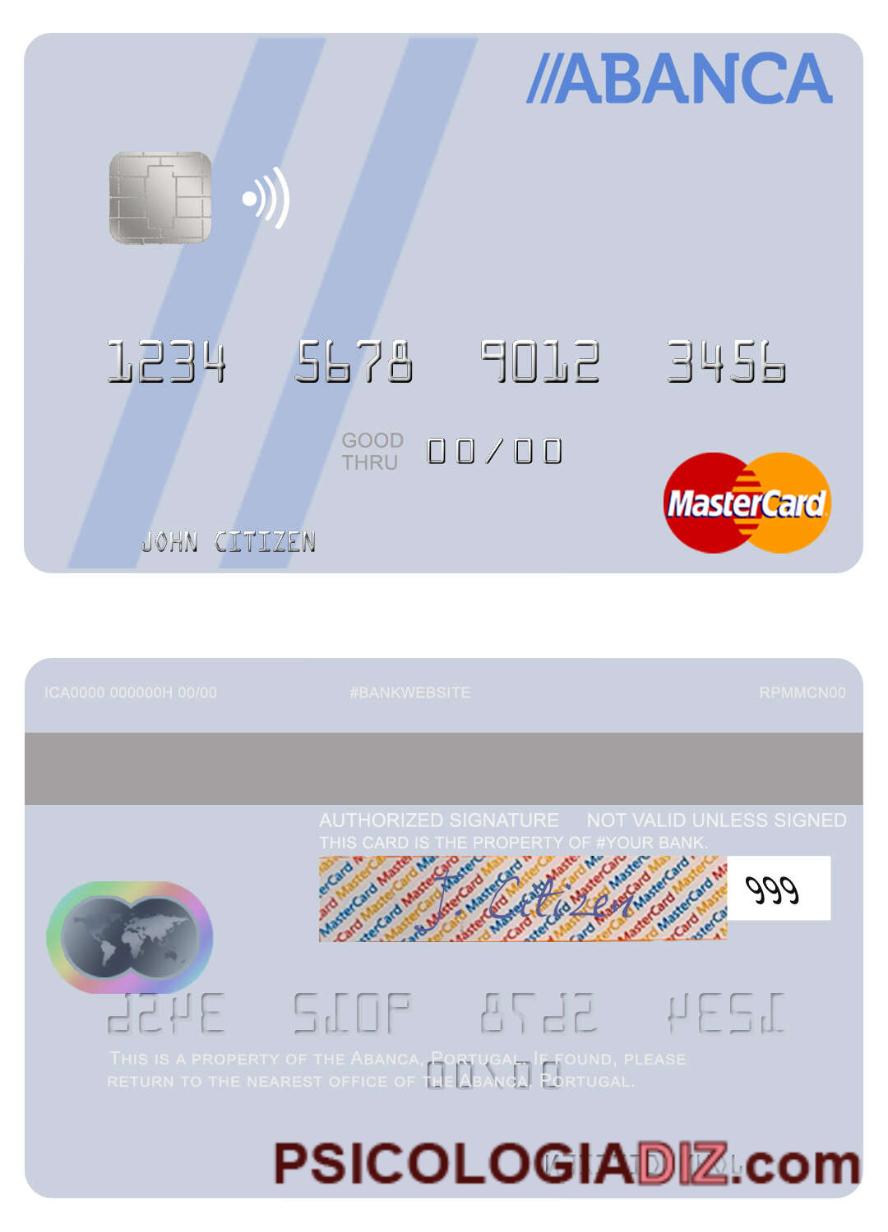 //ABANCA
1234 5678 9012 3456
GOOD THRU 00/00
MasterCard
JOHN CITIZEN
ICA0000 000000H 00/00 #BANKWEBSITE RPMMCN00
AUTHORIZED SIGNATURE NOT VALID UNLESS SIGNED
THIS CARD IS THE PROPERTY OF #YOUR BANK.
J. Citizen 999
THIS IS A PROPERTY OF THE ABANCA, PORTUGAL. IF FOUND, PLEASE
RETURN TO THE NEAREST OFFICE OF THE ABANCA, PORTUGAL.
PSICOLOGIADIZ.com